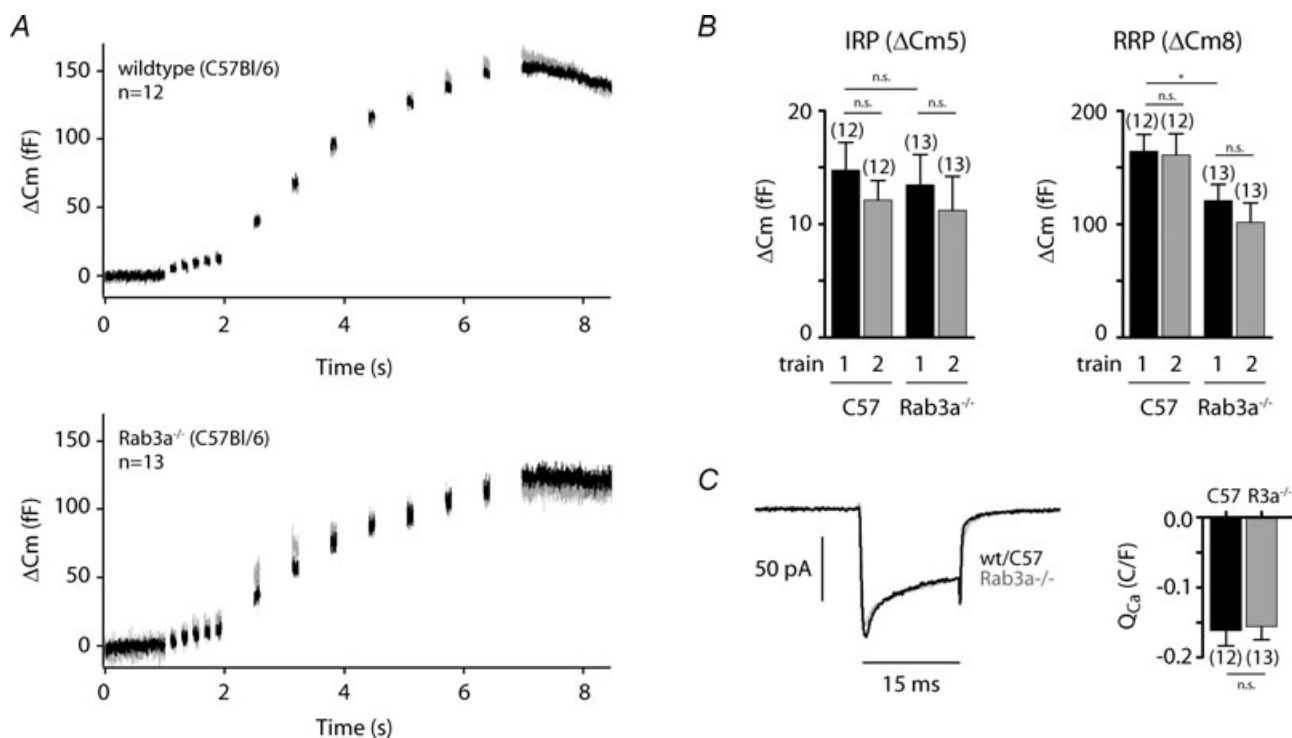 A
wildtype (C57Bl/6)
n=12
150
100
50
0
ΔCm (fF)
0 2 4 6 8
Time (s)
Rab3a-/- (C57Bl/6)
n=13
150
100
50
0
ΔCm (fF)
0 2 4 6 8
Time (s)
B
IRP (ΔCm5)
n.s.
n.s. n.s.
20
10
0
ΔCm (fF)
(12) (12) (13) (13)
train 1 2 1 2
C57 Rab3a-/-
RRP (ΔCm8)
*
n.s.
n.s.
200
100
0
ΔCm (fF)
(12) (12) (13) (13)
train 1 2 1 2
C57 Rab3a-/-
C
50 pA
wt/C57
Rab3a-/-
15 ms
C57 R3a-/-
0.0
-0.1
-0.2
QCa (C/F)
(12) (13)
n.s.